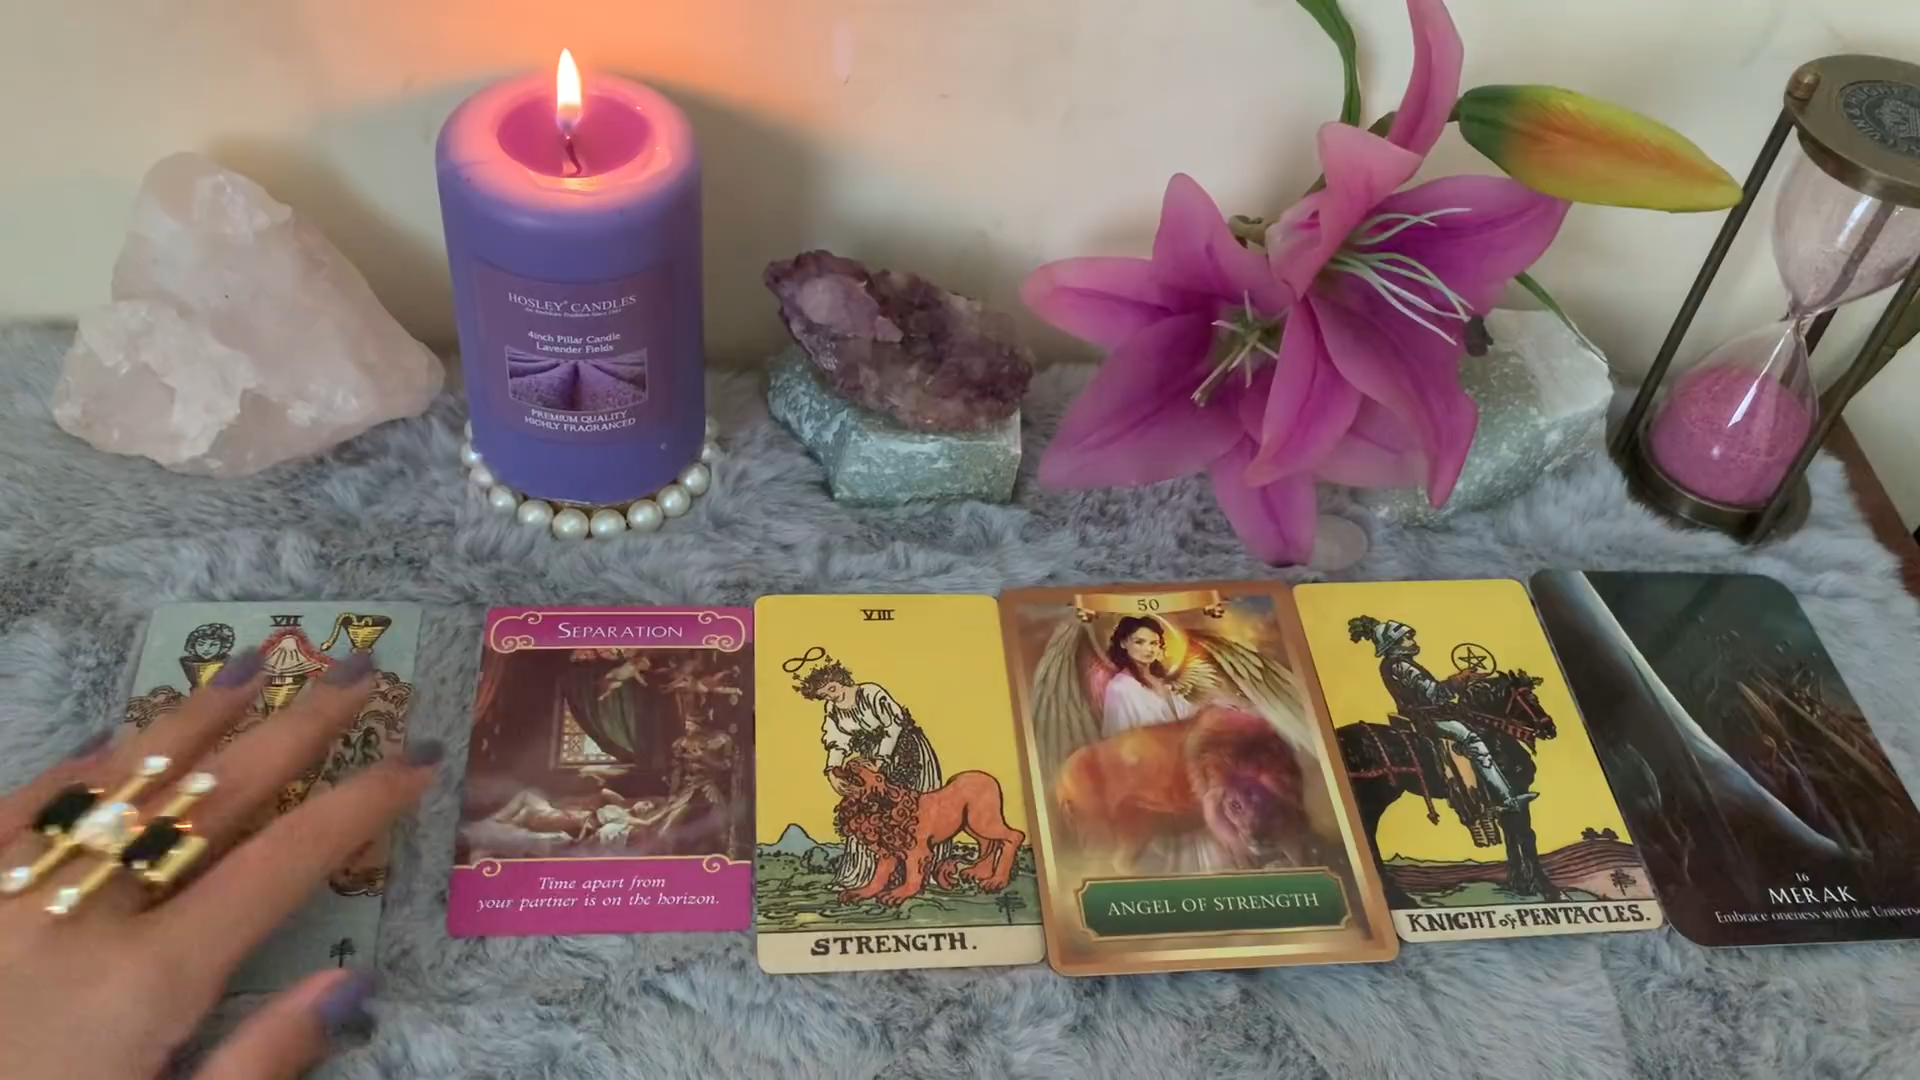 HOSLEY® CANDLES
4inch Pillar Candle
Lavender Fields
PREMIUM QUALITY
HIGHLY FRAGRANCED
VII
SEPARATION
Time apart from
your partner is on the horizon.
VIII
STRENGTH.
50
ANGEL OF STRENGTH
KNIGHT of PENTACLES.
16
MERAK
Embrace oneness with the Universe